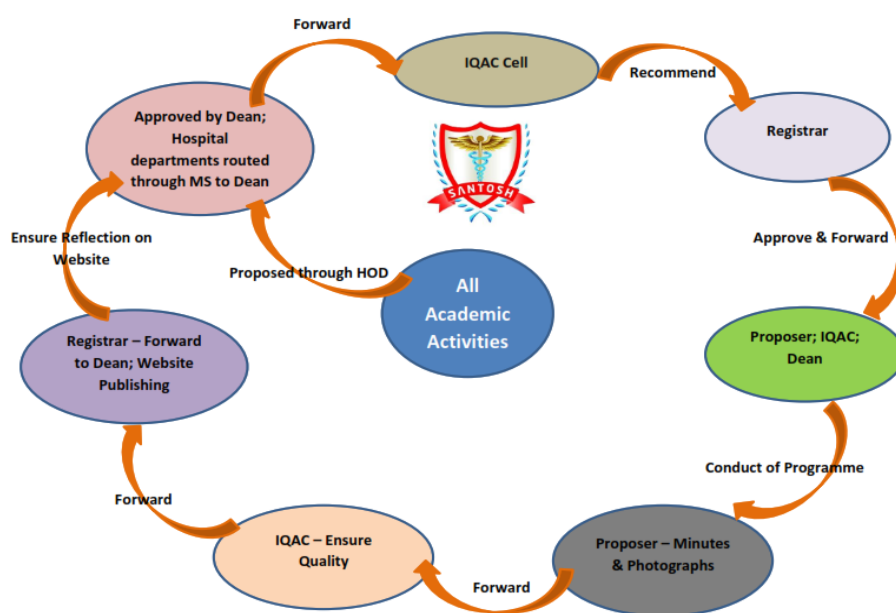 Forward
IQAC Cell
Recommend
Approved by Dean;
Hospital
departments routed
through MS to Dean
Registrar
SANTOSH
Ensure Reflection on
Website
Approve & Forward
Proposed through HOD
All
Academic
Activities
Registrar – Forward
to Dean; Website
Publishing
Proposer; IQAC;
Dean
Conduct of Programme
Forward
IQAC – Ensure
Quality
Proposer – Minutes
& Photographs
Forward